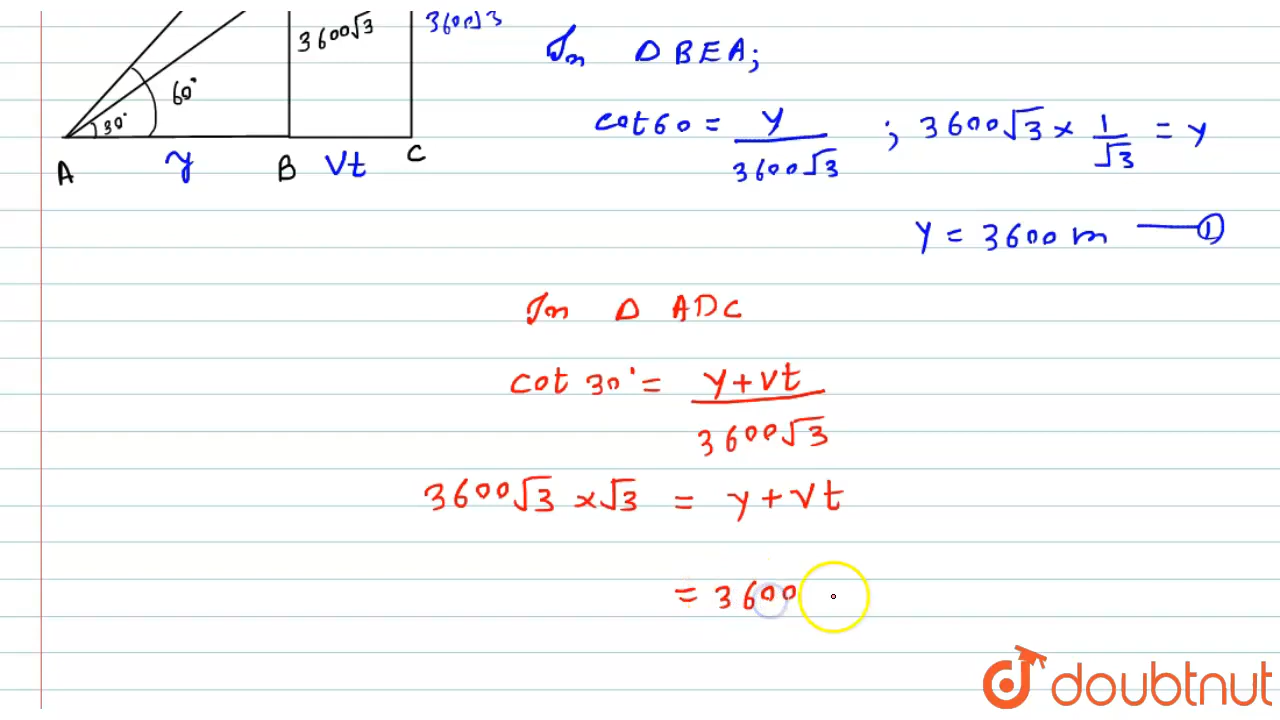 3600√3 3600√3
60°
30°
A y B Vt C
In Δ BEA;
cot60 = y/3600√3 ; 3600√3 × 1/√3 = y
y = 3600 m —— ①
In Δ ADC
cot 30° = y+vt/3600√3
3600√3 × √3 = y + vt
= 3600
doubtnut